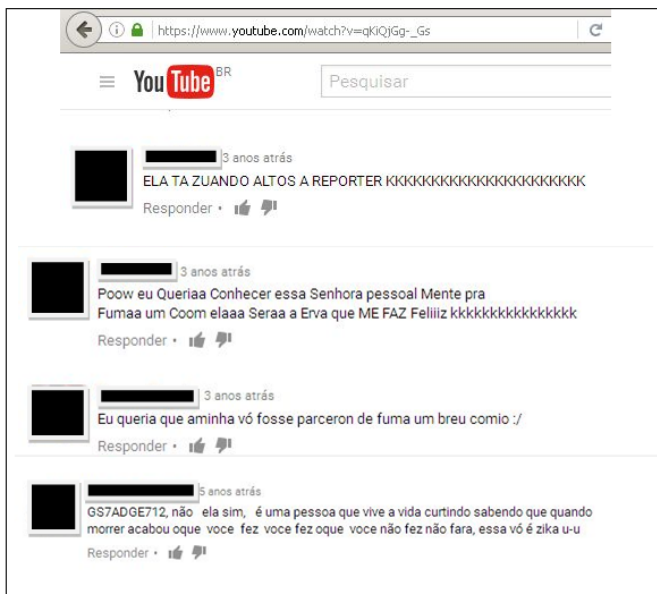 https://www.youtube.com/watch?v=qKiQjGg-_Gs
YouTube BR
Pesquisar
3 anos atrás
ELA TA ZUANDO ALTOS A REPORTER KKKKKKKKKKKKKKKKKKKKKKK
Responder •
3 anos atrás
Poow eu Queriaa Conhecer essa Senhora pessoal Mente pra
Fumaa um Coom elaaa Seraa a Erva que ME FAZ Feliiiz kkkkkkkkkkkkkkkk
Responder •
3 anos atrás
Eu queria que aminha vó fosse parceron de fuma um breu comio :/
Responder •
5 anos atrás
GS7ADGE712, não ela sim, é uma pessoa que vive a vida curtindo sabendo que quando
morrer acabou oque voce fez voce fez oque voce não fez não fara, essa vó é zika u-u
Responder •